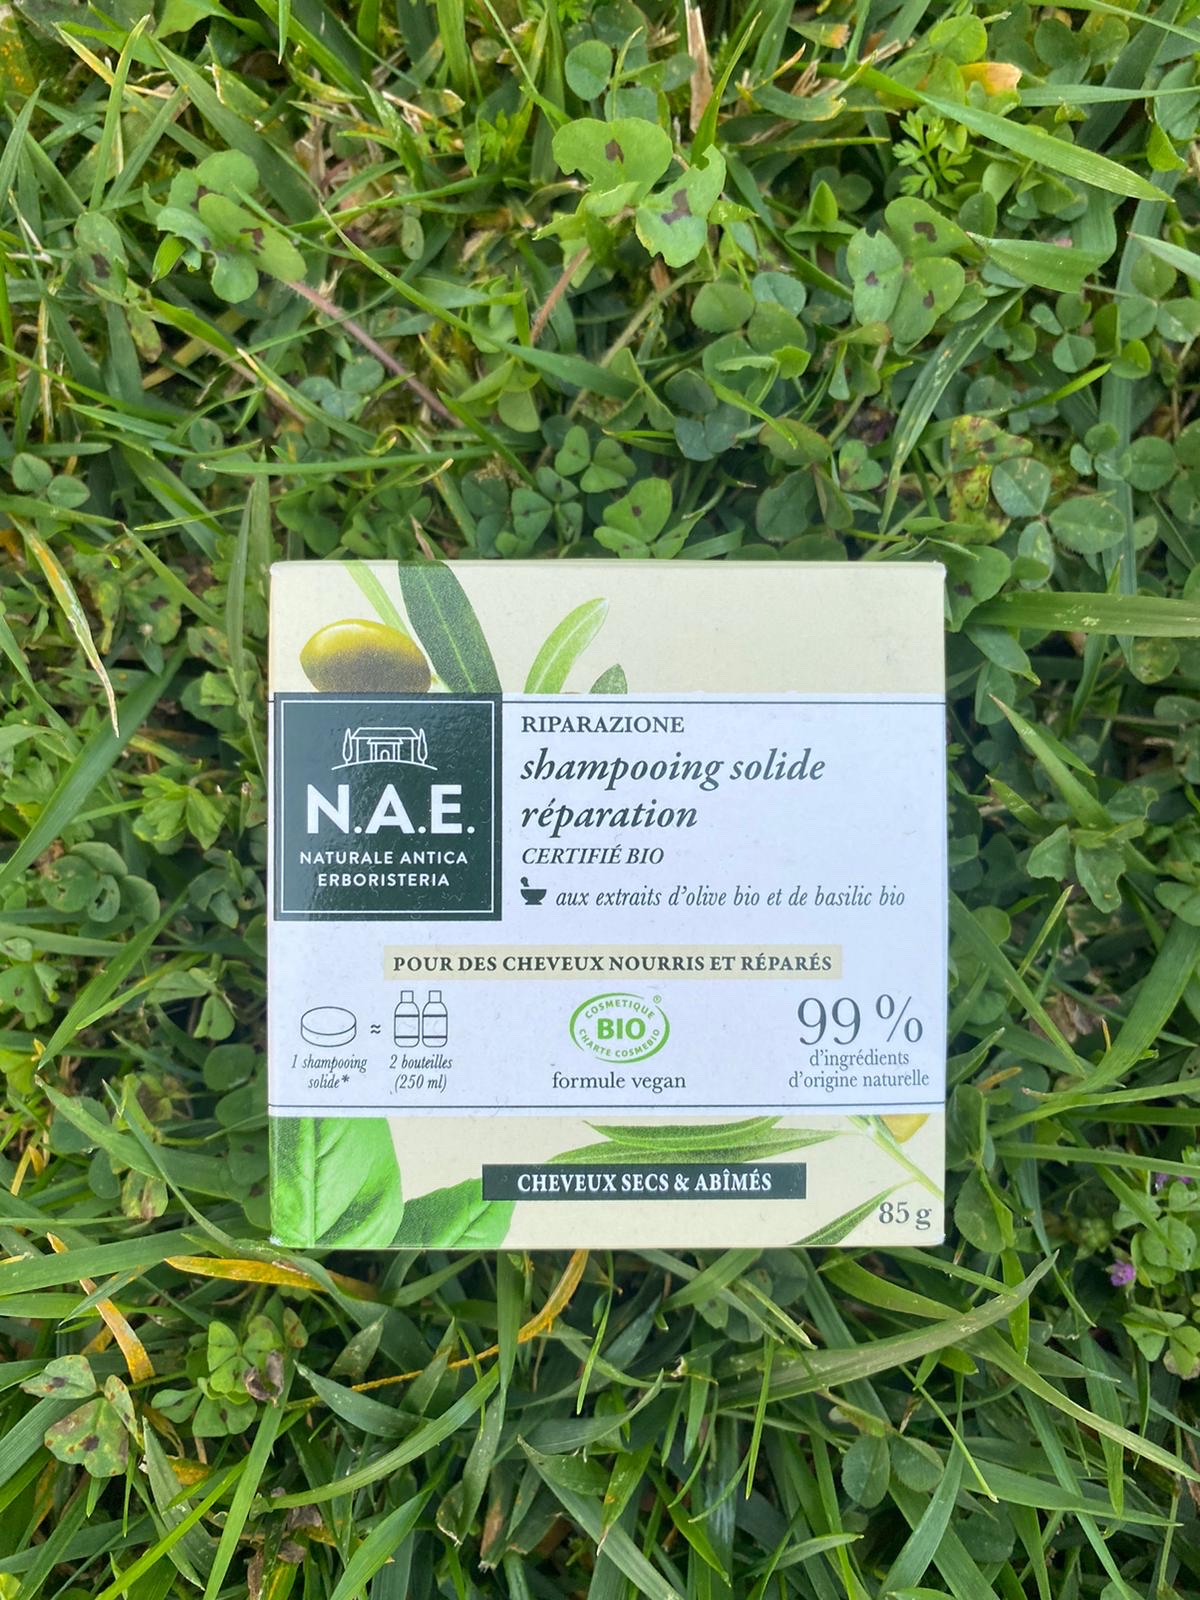 N.A.E.
NATURALE ANTICA
ERBORISTERIA
RIPARAZIONE
shampooing solide
réparation
CERTIFIÉ BIO
aux extraits d'olive bio et de basilic bio
POUR DES CHEVEUX NOURRIS ET RÉPARÉS
1 shampooing
solide*
≈
2 bouteilles
(250 ml)
COSMETIQUE
®
BIO
CHARTE COSMEBIO
formule vegan
99 %
d'ingrédients
d'origine naturelle
CHEVEUX SECS & ABÎMÉS
85 g